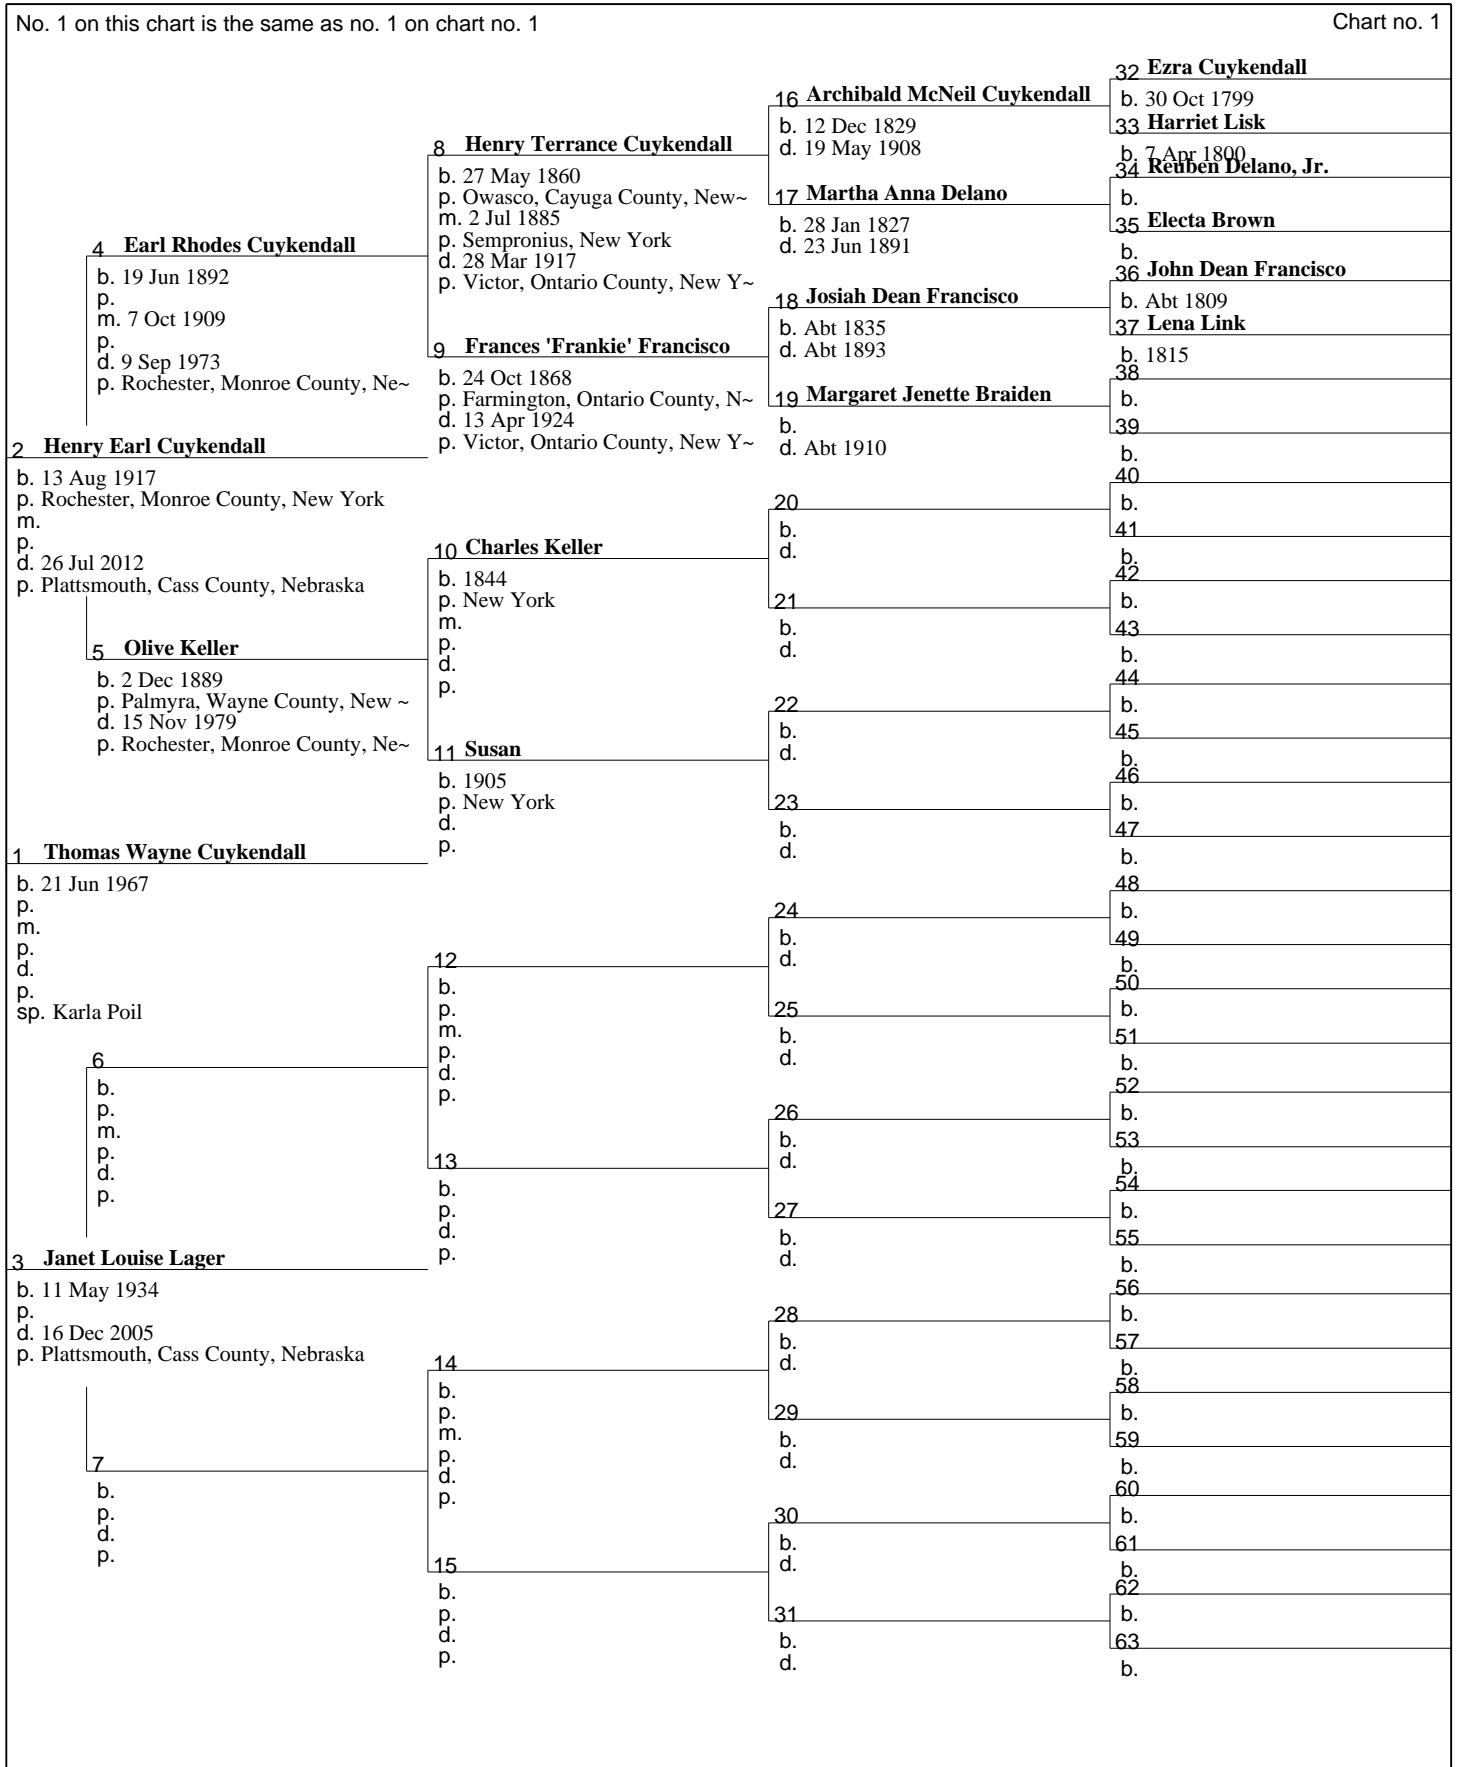 No. 1 on this chart is the same as no. 1 on chart no. 1
Chart no. 1
32 Ezra Cuykendall
b. 30 Oct 1799
16 Archibald McNeil Cuykendall
b. 12 Dec 1829
d. 19 May 1908
33 Harriet Lisk
b. 7 Apr 1800
8 Henry Terrance Cuykendall
b. 27 May 1860
p. Owasco, Cayuga County, New~
m. 2 Jul 1885
p. Sempronius, New York
d. 28 Mar 1917
p. Victor, Ontario County, New Y~
34 Reuben Delano, Jr.
b.
17 Martha Anna Delano
b. 28 Jan 1827
d. 23 Jun 1891
35 Electa Brown
b.
4 Earl Rhodes Cuykendall
b. 19 Jun 1892
p.
m. 7 Oct 1909
p.
d. 9 Sep 1973
p. Rochester, Monroe County, Ne~
36 John Dean Francisco
b. Abt 1809
18 Josiah Dean Francisco
b. Abt 1835
d. Abt 1893
37 Lena Link
b. 1815
9 Frances 'Frankie' Francisco
b. 24 Oct 1868
p. Farmington, Ontario County, N~
d. 13 Apr 1924
p. Victor, Ontario County, New Y~
38
b.
19 Margaret Jenette Braiden
b.
d. Abt 1910
39
b.
2 Henry Earl Cuykendall
b. 13 Aug 1917
p. Rochester, Monroe County, New York
m.
p.
d. 26 Jul 2012
p. Plattsmouth, Cass County, Nebraska
40
b.
20
b.
d.
41
b.
10 Charles Keller
b. 1844
p. New York
m.
p.
d.
p.
42
b.
21
b.
d.
43
b.
5 Olive Keller
b. 2 Dec 1889
p. Palmyra, Wayne County, New ~
d. 15 Nov 1979
p. Rochester, Monroe County, Ne~
44
b.
22
b.
d.
45
b.
11 Susan
b. 1905
p. New York
d.
p.
46
b.
23
b.
d.
47
b.
1 Thomas Wayne Cuykendall
b. 21 Jun 1967
p.
m.
p.
d.
p.
sp. Karla Poil
48
b.
24
b.
d.
49
b.
12
b.
p.
m.
p.
d.
p.
50
b.
25
b.
d.
51
b.
6
b.
p.
m.
p.
d.
p.
52
b.
26
b.
d.
53
b.
13
b.
p.
d.
p.
54
b.
27
b.
d.
55
b.
3 Janet Louise Lager
b. 11 May 1934
p.
d. 16 Dec 2005
p. Plattsmouth, Cass County, Nebraska
56
b.
28
b.
d.
57
b.
14
b.
p.
m.
p.
d.
p.
58
b.
29
b.
d.
59
b.
7
b.
p.
d.
p.
60
b.
30
b.
d.
61
b.
15
b.
p.
d.
p.
62
b.
31
b.
d.
63
b.